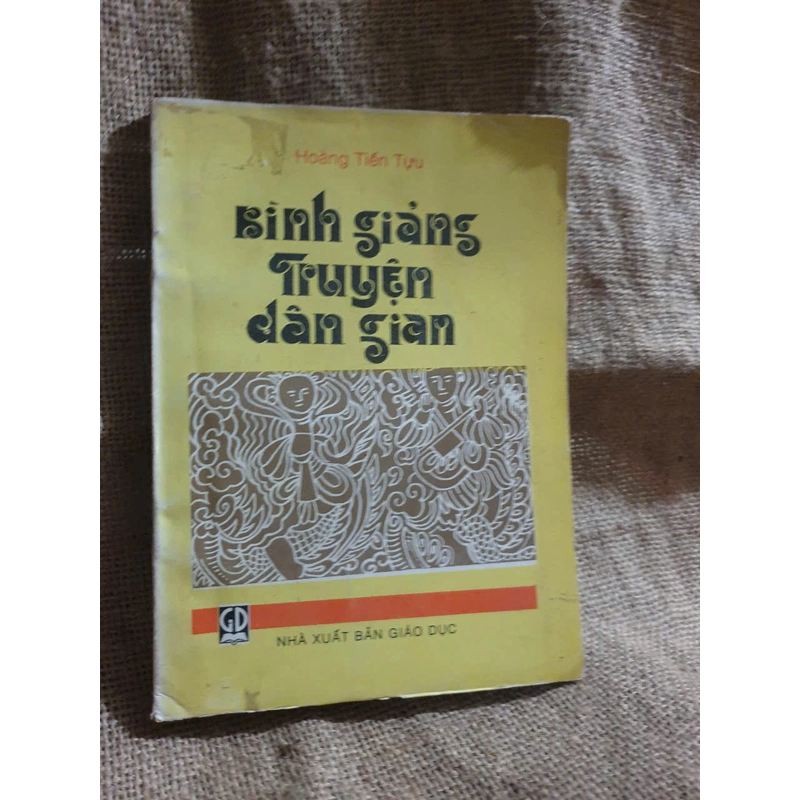 Hoàng Tiến Tựu
Bình giảng
Truyện
dân gian
GD
NHÀ XUẤT BẢN GIÁO DỤC